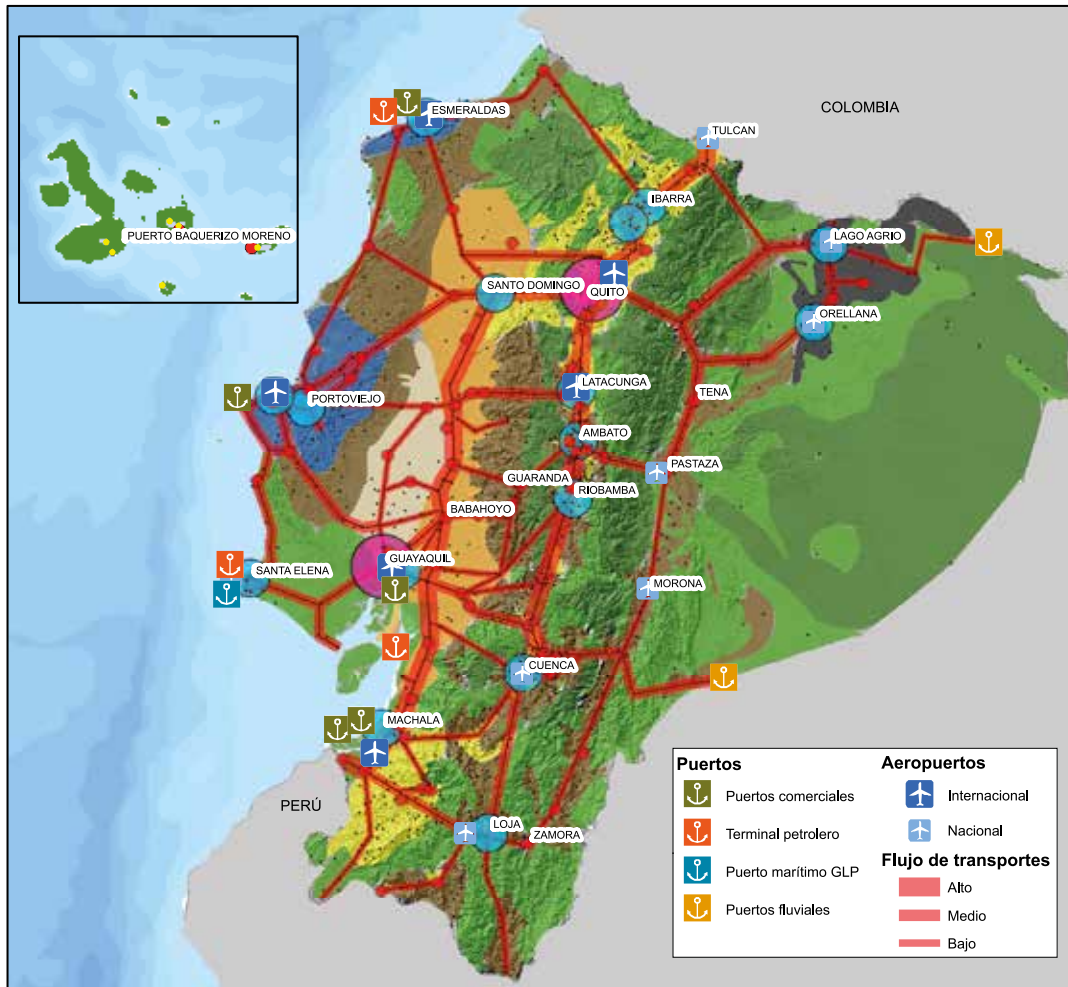 COLOMBIA
ESMERALDAS
TULCAN
IBARRA
PUERTO BAQUERIZO MORENO
LAGO AGRIO
SANTO DOMINGO
QUITO
ORELLANA
LATACUNGA
PORTOVIEJO
TENA
AMBATO
PASTAZA
GUARANDA
RIOBAMBA
BABAHOYO
GUAYAQUIL
SANTA ELENA
MORONA
CUENCA
MACHALA
PERÚ
LOJA
ZAMORA
Puertos
Puertos comerciales
Terminal petrolero
Puerto marítimo GLP
Puertos fluviales
Aeropuertos
Internacional
Nacional
Flujo de transportes
Alto
Medio
Bajo